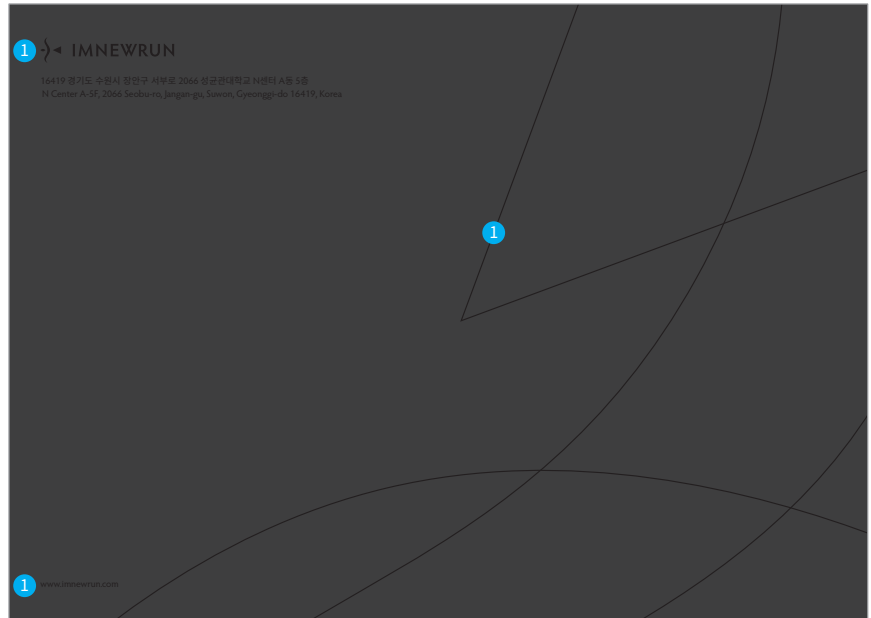 1 IMNEWRUN
16419 경기도 수원시 장안구 서부로 2066 성균관대학교 N센터 A동 5층
N Center A-5F, 2066 Seobu-ro, Jangan-gu, Suwon, Gyeonggi-do 16419, Korea
1
1 www.imnewrun.com